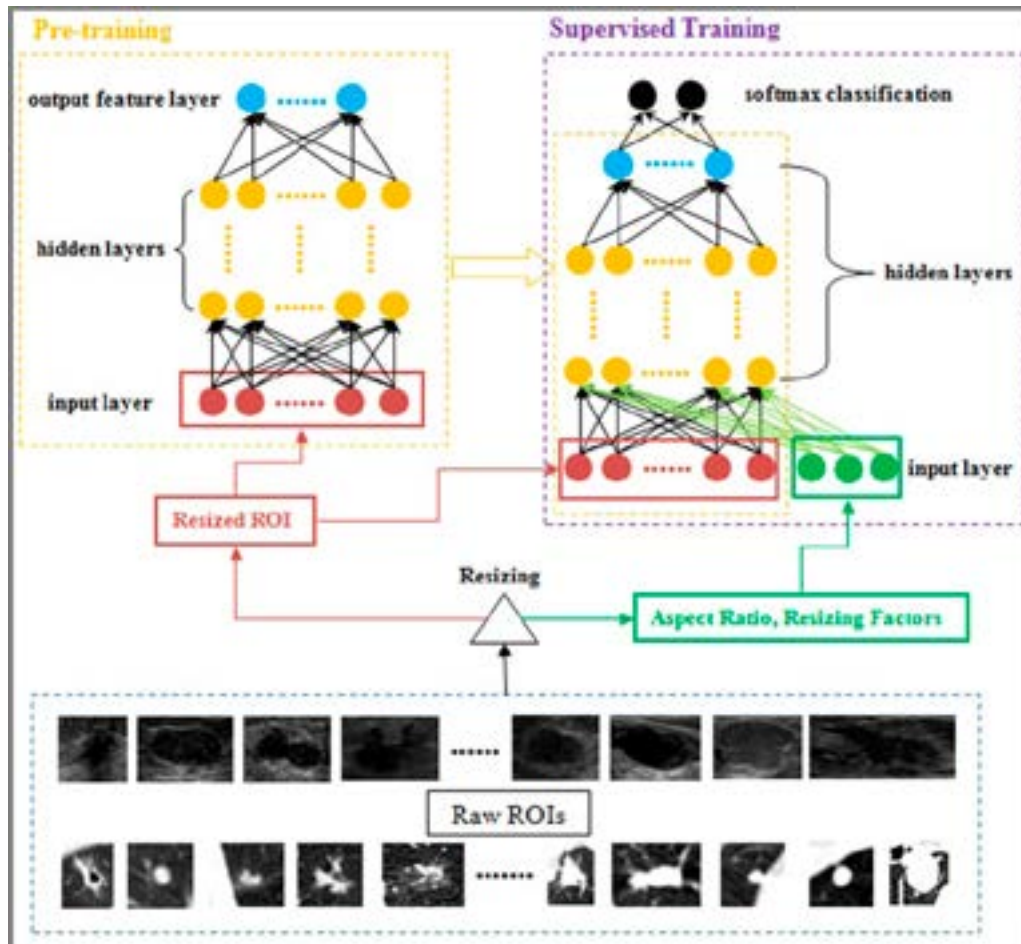 Pre-training
Supervised Training
output feature layer
softmax classification
hidden layers
hidden layers
input layer
input layer
Resized ROI
Resizing
Aspect Ratio, Resizing Factors
Raw ROIs